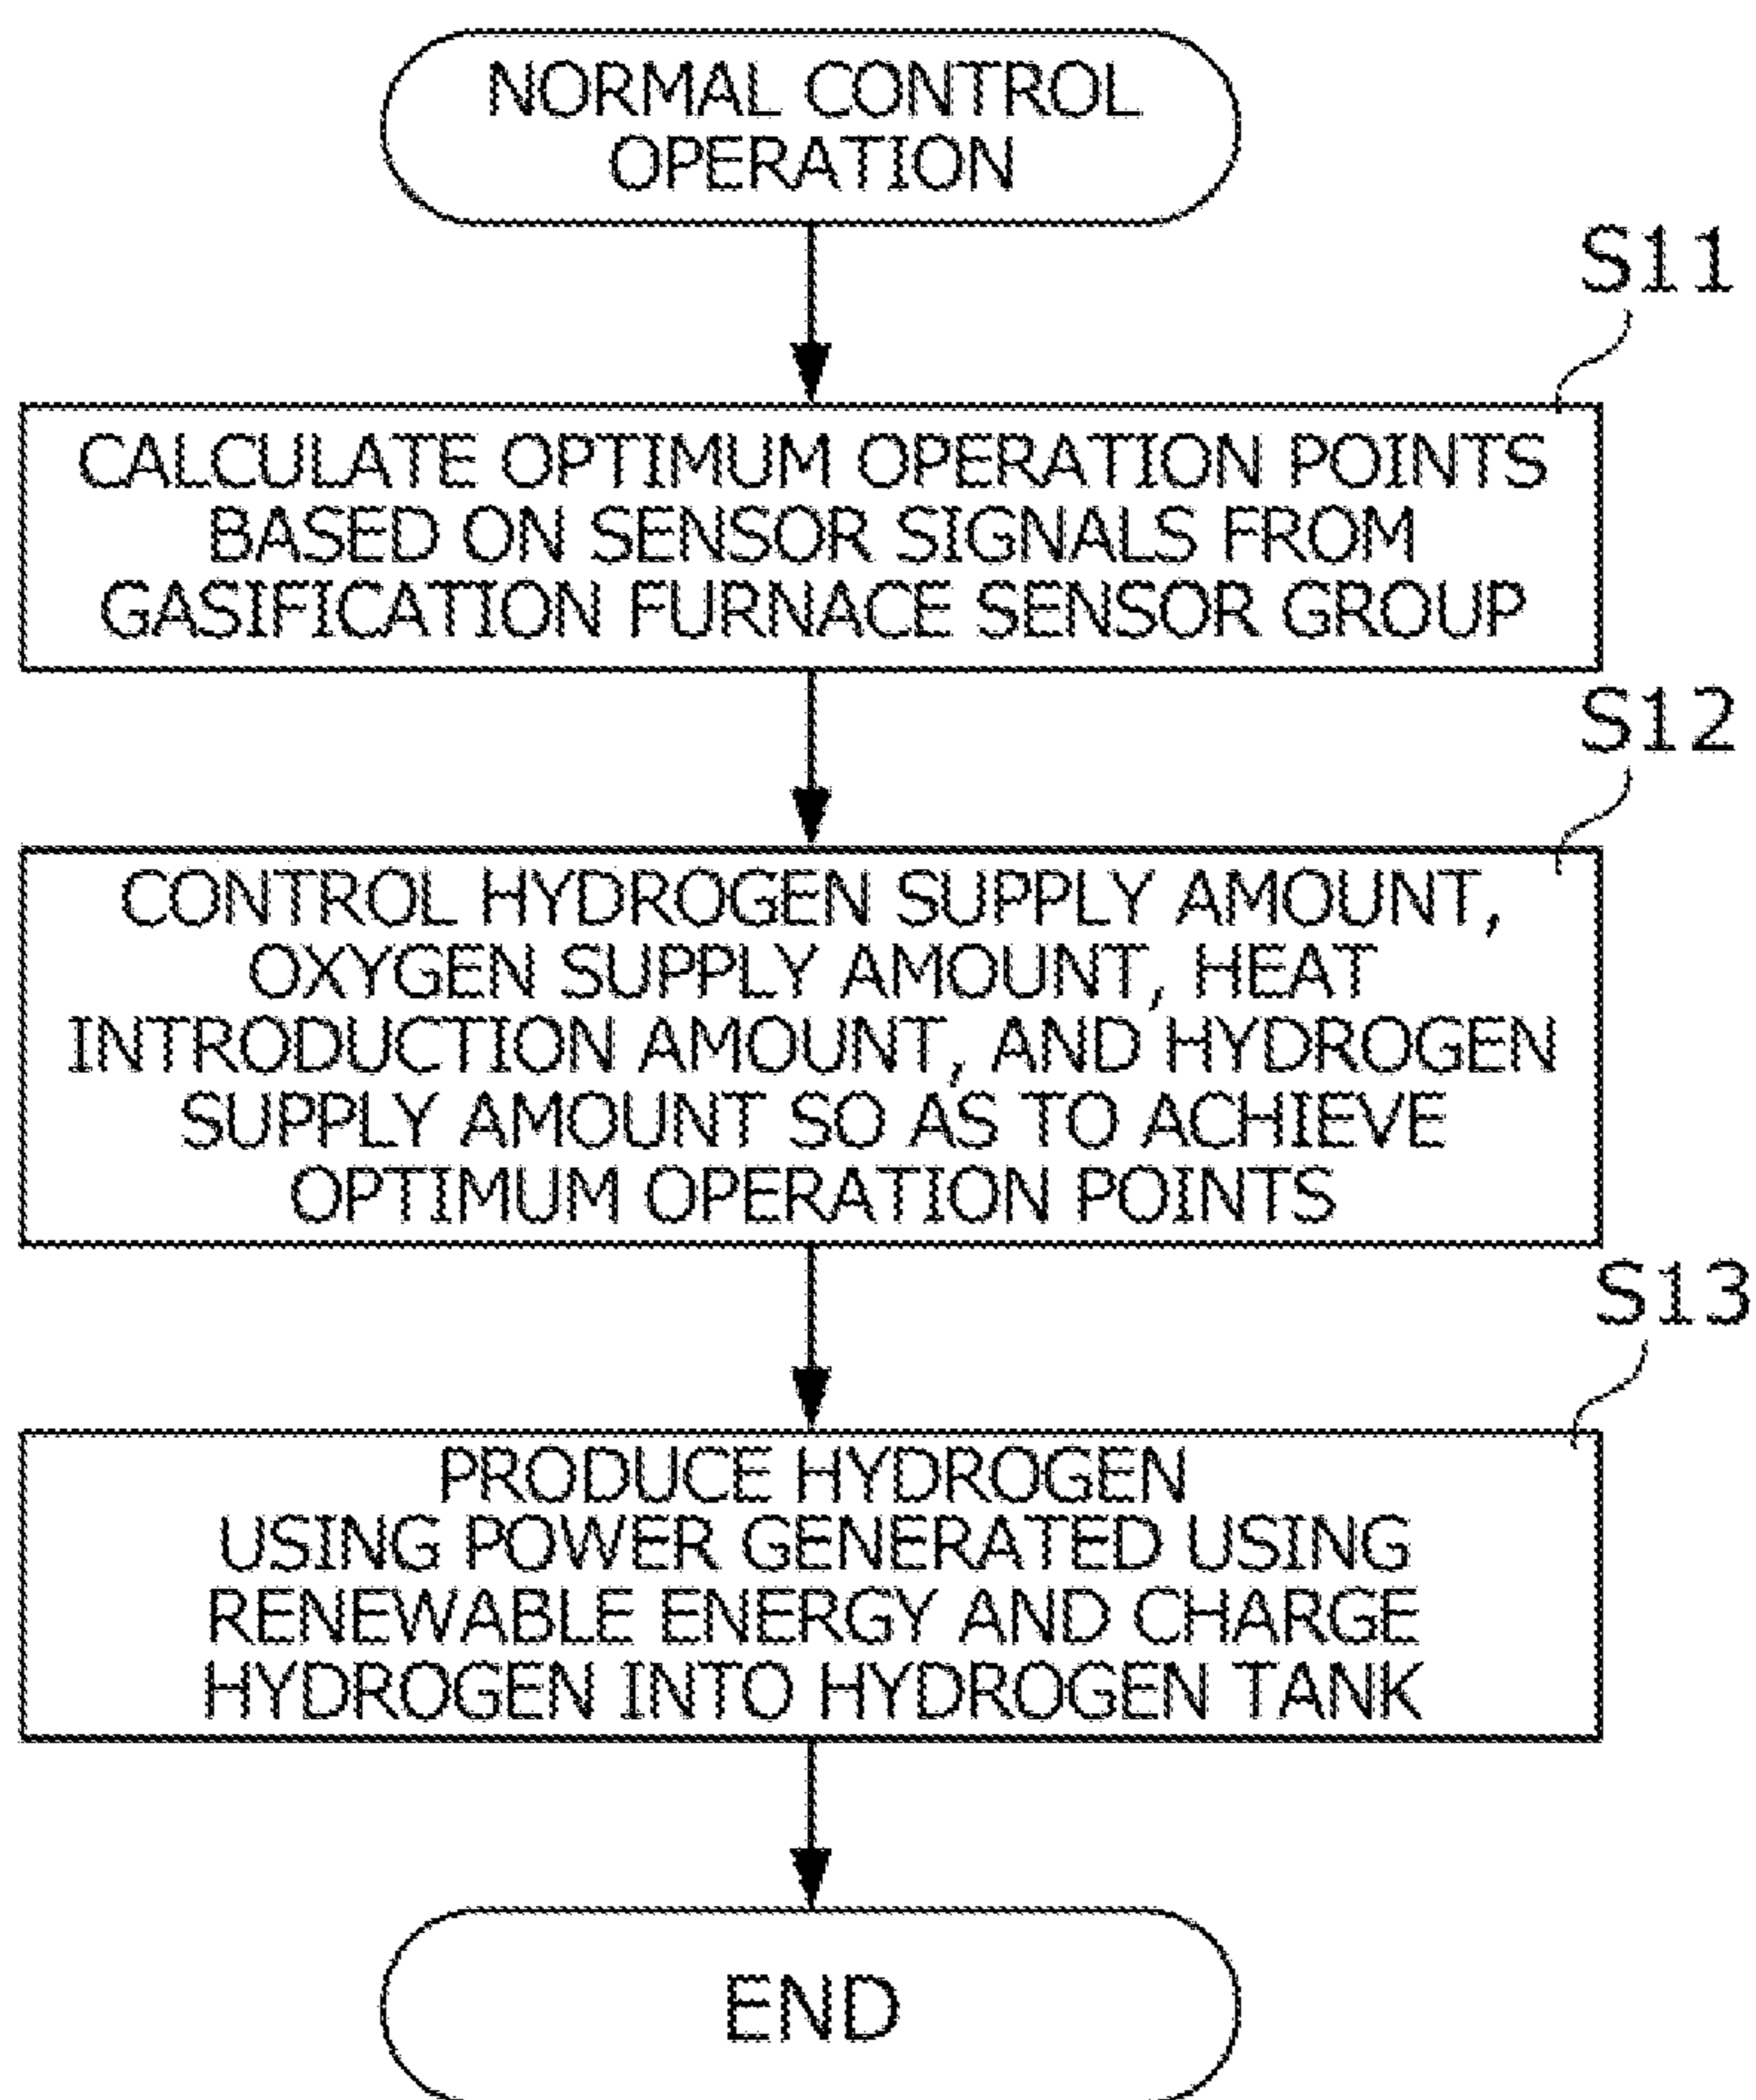 NORMAL CONTROL
OPERATION
S11
CALCULATE OPTIMUM OPERATION POINTS
BASED ON SENSOR SIGNALS FROM
GASIFICATION FURNACE SENSOR GROUP
S12
CONTROL HYDROGEN SUPPLY AMOUNT,
OXYGEN SUPPLY AMOUNT, HEAT
INTRODUCTION AMOUNT, AND HYDROGEN
SUPPLY AMOUNT SO AS TO ACHIEVE
OPTIMUM OPERATION POINTS
S13
PRODUCE HYDROGEN
USING POWER GENERATED USING
RENEWABLE ENERGY AND CHARGE
HYDROGEN INTO HYDROGEN TANK
END